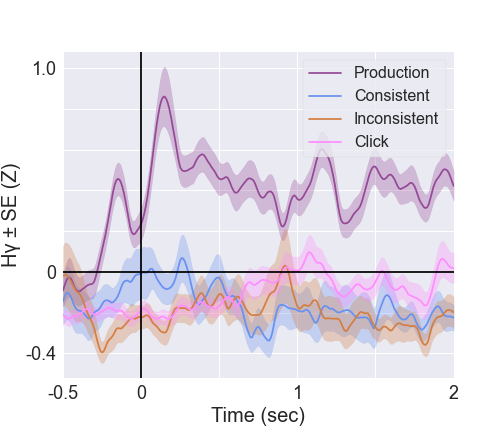 Production
Consistent
Inconsistent
Click
Hγ ± SE (Z)
1.0
0
-0.4
-0.5
0
1
2
Time (sec)